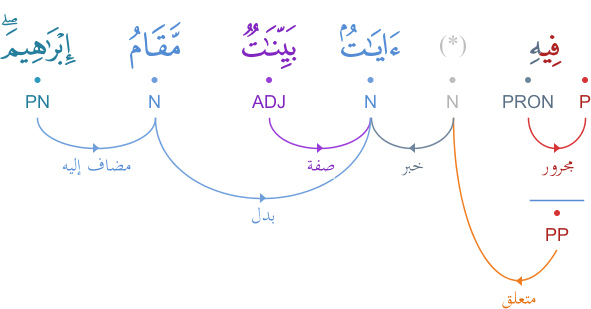 فِيهِ (*) ءَايَـٰتٌۢ بَيِّنَـٰتٌ مَّقَامُ إِبْرَٰهِيمَ ۖ
P PRON N N ADJ N PN
مجرور خبر صفة مضاف إليه
بدل
PP
متعلق